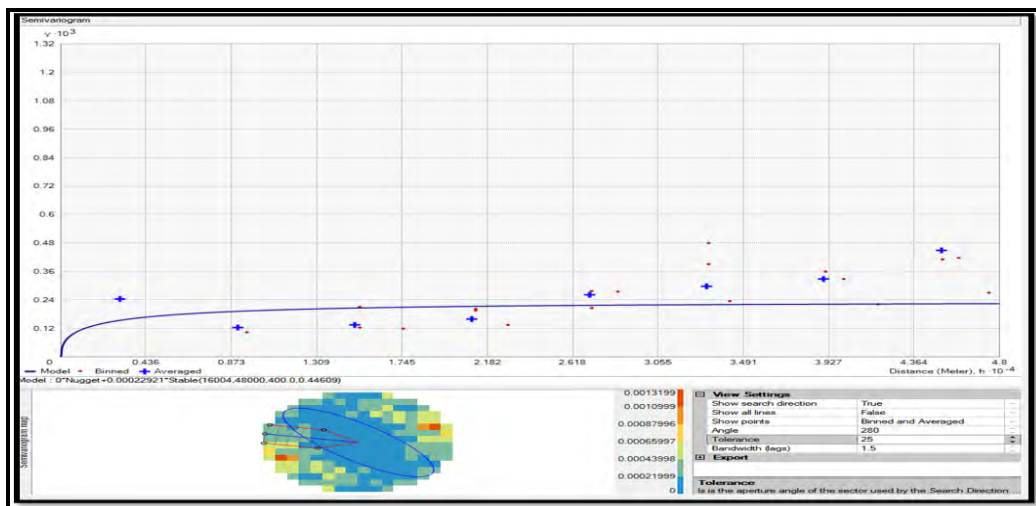 Semivariogram
γ ·10³
1.32
1.2
1.08
0.96
0.84
0.72
0.6
0.48
0.36
0.24
0.12
0 0.436 0.873 1.309 1.745 2.182 2.618 3.055 3.491 3.927 4.364 4.8
Model Binned Averaged Distance (Meter), h ·10⁻⁴
Model : 0*Nugget+0.00022921*Stable(16004,48000,400.0,0.44609)
Semivariogram map
0.0013199
0.0010999
0.00087996
0.00065997
0.00043998
0.00021999
0
View Settings
Show search direction True
Show all lines False
Show points Binned and Averaged
Angle 280
Tolerance 25
Bandwidth (lags) 1.5
Export
Tolerance
Is is the aperture angle of the sector used by the Search Direction ...